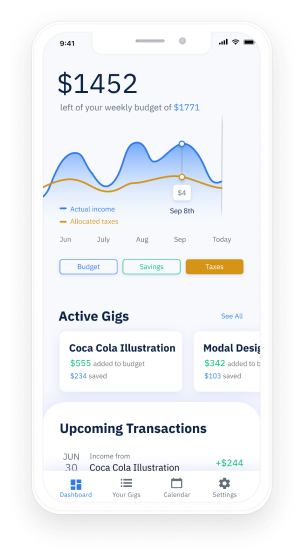 9:41
$1452
left of your weekly budget of $1771
$4
Actual income
Sep 8th
Allocated taxes
Jun July Aug Sep Today
Budget Savings Taxes
Active Gigs See All
Coca Cola Illustration Modal Desig
$555 added to budget $342 added to b
$234 saved $103 saved
Upcoming Transactions
JUN Income from
30 Coca Cola Illustration +$244
Dashboard Your Gigs Calendar Settings